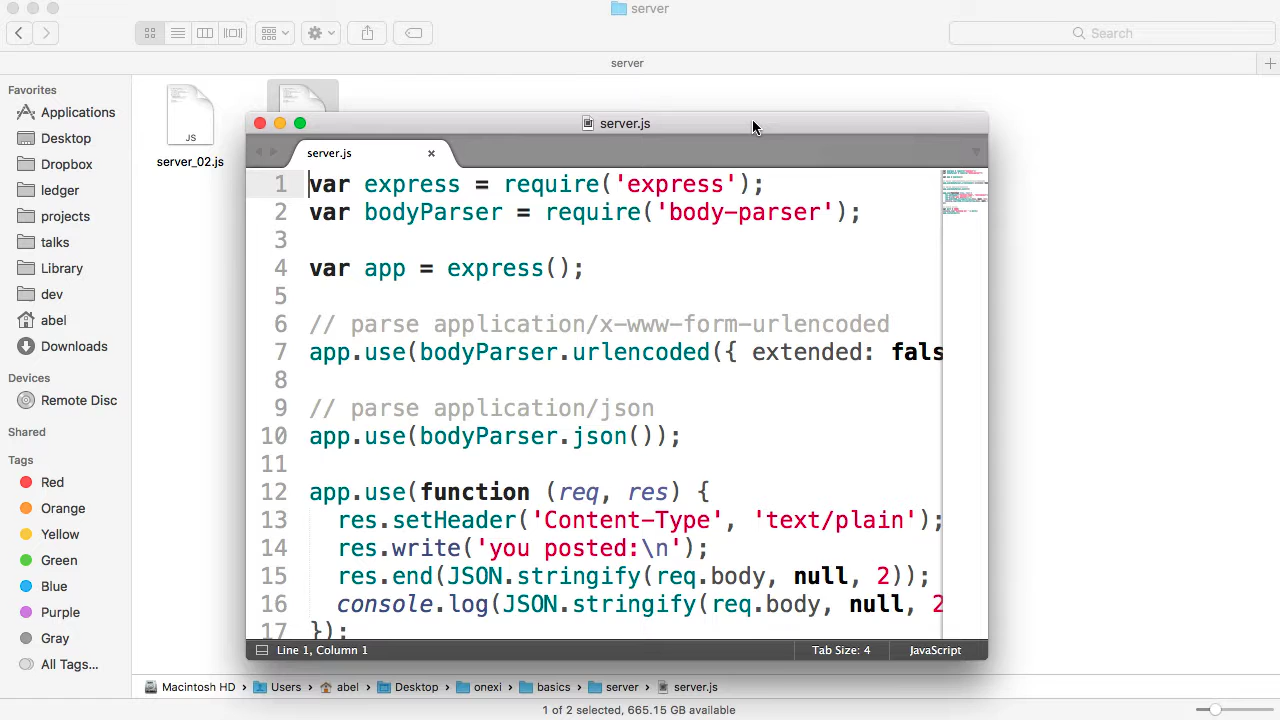 server
Search
server
Favorites
Applications
Desktop
Dropbox
ledger
projects
talks
Library
dev
abel
Downloads
Devices
Remote Disc
Shared
Tags
Red
Orange
Yellow
Green
Blue
Purple
Gray
All Tags...
JS
server_02.js
server.js
server.js
1 var express = require('express');
2 var bodyParser = require('body-parser');
3
4 var app = express();
5
6 // parse application/x-www-form-urlencoded
7 app.use(bodyParser.urlencoded({ extended: fals
8
9 // parse application/json
10 app.use(bodyParser.json());
11
12 app.use(function (req, res) {
13 res.setHeader('Content-Type', 'text/plain');
14 res.write('you posted:\n');
15 res.end(JSON.stringify(req.body, null, 2));
16 console.log(JSON.stringify(req.body, null, 2
17 });
Line 1, Column 1
Tab Size: 4
JavaScript
Macintosh HD > Users > abel > Desktop > onexi > basics > server > server.js
1 of 2 selected, 665.15 GB available